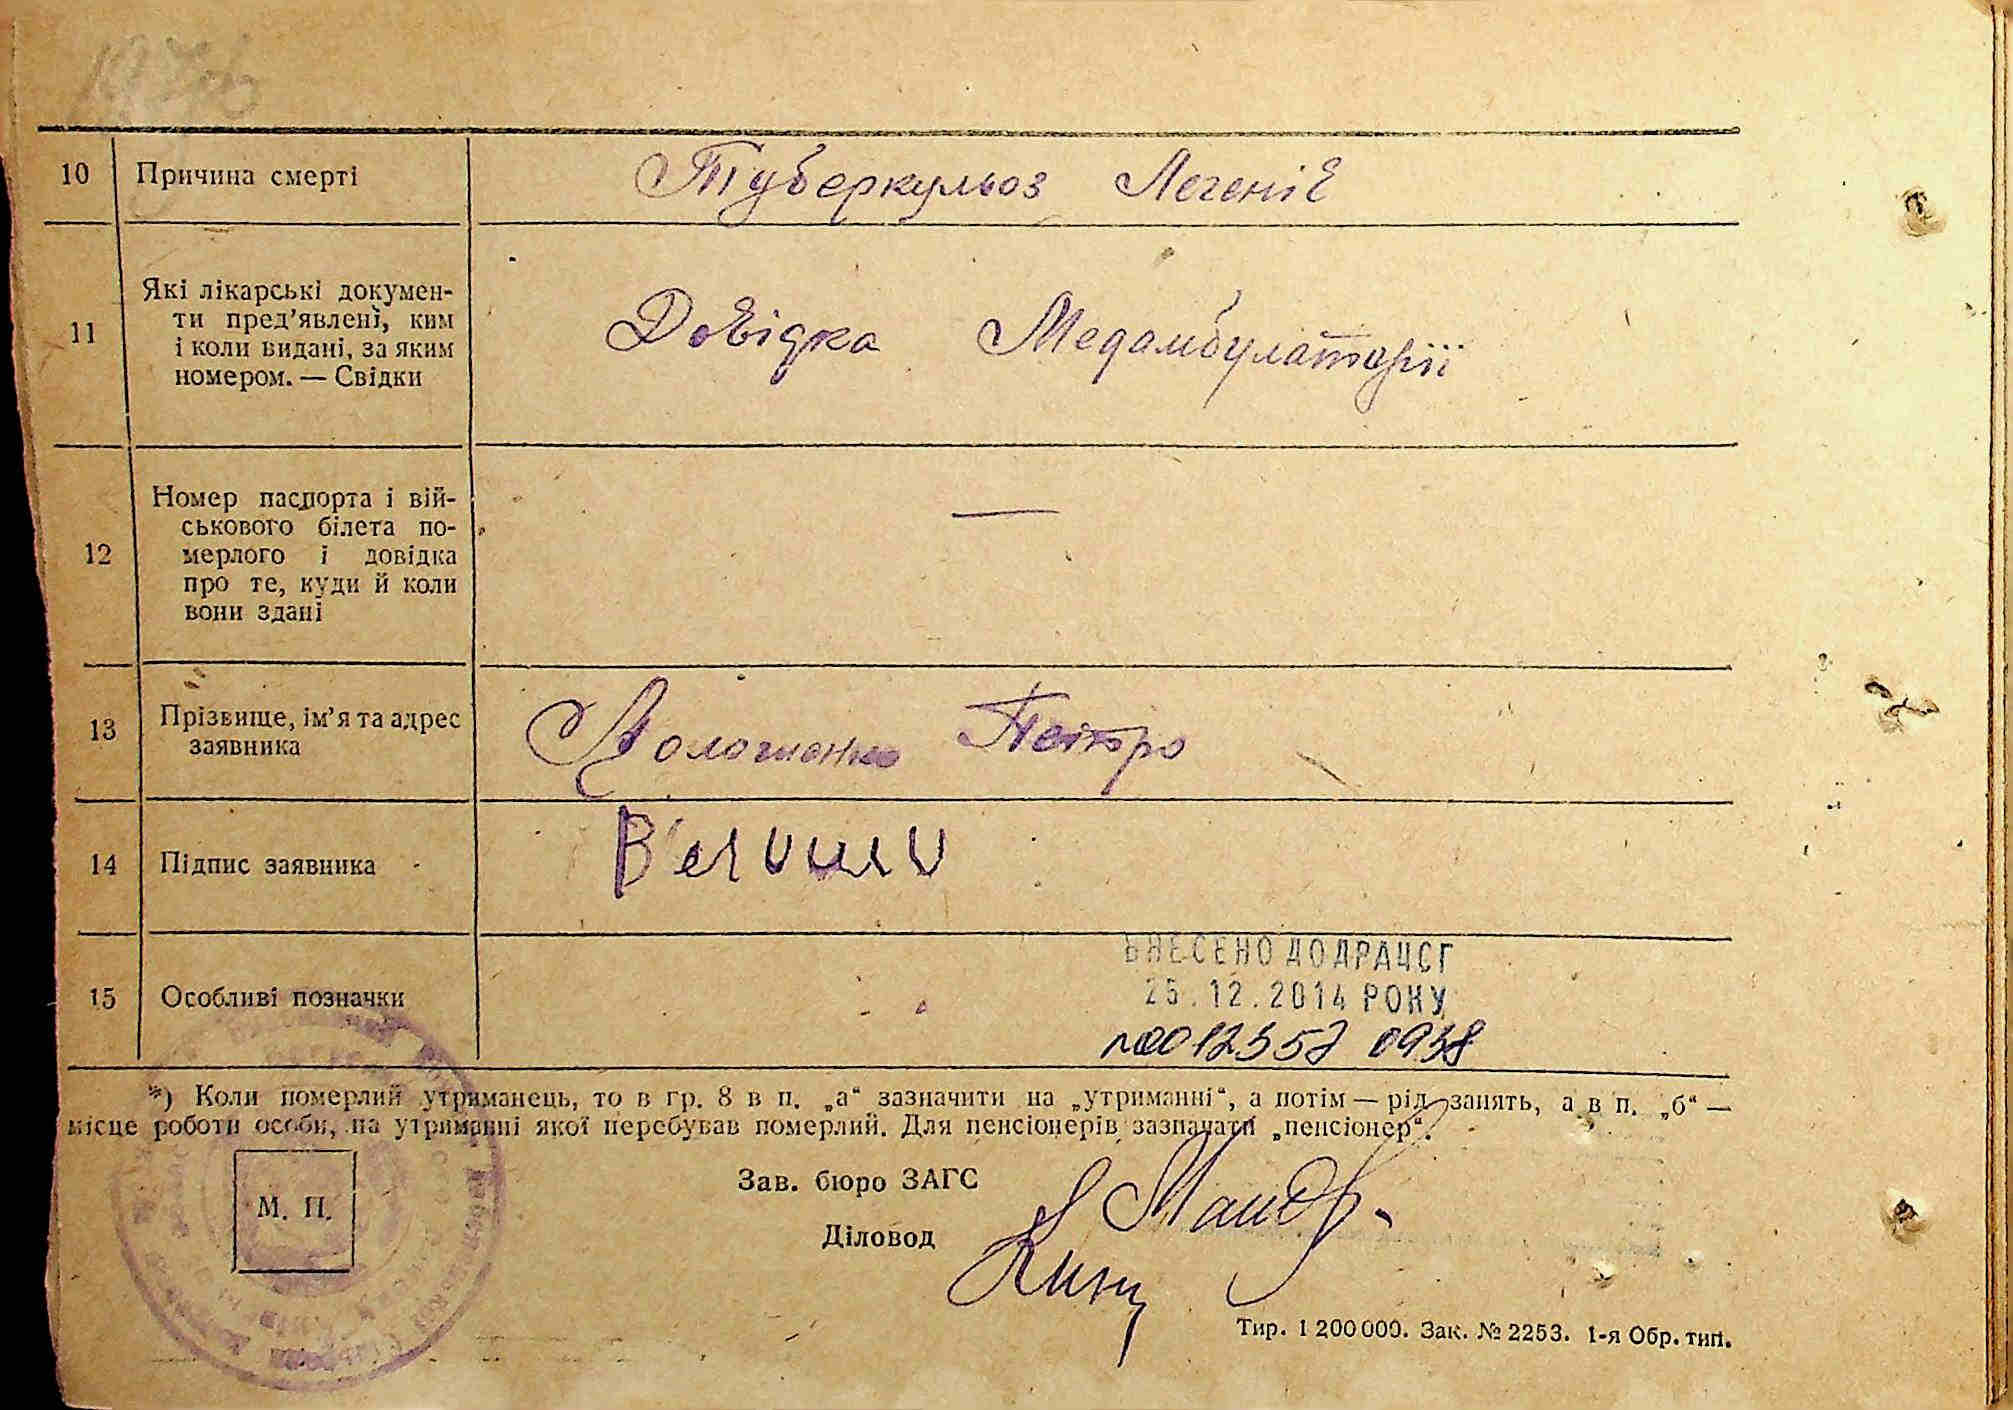 10 Причина смерті Туберкульоз Легенів
11 Які лікарські докумен-
ти пред'явлені, ким
і коли видані, за яким
номером. — Свідки
Довідка Медамбулаторії
12 Номер паспорта і вій-
ськового білета по-
мерлого і довідка
про те, куди й коли
вони здані
—
13 Прізвище, ім'я та адрес
заявника
Петро
14 Підпис заявника
15 Особливі позначки
ВНЕСЕНО ДО ДРАЦСГ
25.12.2014 РОКУ
*) Коли померлий утриманець, то в гр. 8 в п. „а“ зазначити на „утриманні“, а потім — рід занять, а в п. „б“ —
місце роботи особи, на утриманні якої перебував померлий. Для пенсіонерів зазначати „пенсіонер“.
М. П.
Зав. бюро ЗАГС
Діловод
Тир. 1 200 000. Зак. № 2253. 1-я Обр. тип.